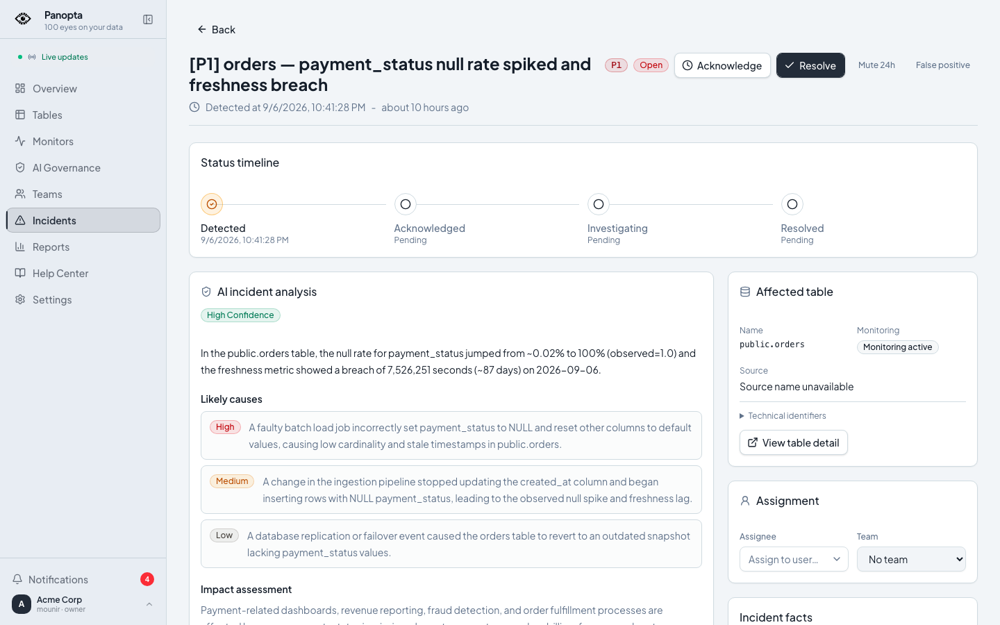 Panopta
100 eyes on your data
Live updates
Overview
Tables
Monitors
AI Governance
Teams
Incidents
Reports
Help Center
Settings
Notifications
4
A
Acme Corp
mounir · owner
Back
[P1] orders — payment_status null rate spiked and
freshness breach
P1
Open
Acknowledge
Resolve
Mute 24h
False positive
Detected at 9/6/2026, 10:41:28 PM - about 10 hours ago
Status timeline
Detected
9/6/2026, 10:41:28 PM
Acknowledged
Pending
Investigating
Pending
Resolved
Pending
AI incident analysis
High Confidence
In the public.orders table, the null rate for payment_status jumped from ~0.02% to 100% (observed=1.0) and
the freshness metric showed a breach of 7,526,251 seconds (~87 days) on 2026-09-06.
Likely causes
High
A faulty batch load job incorrectly set payment_status to NULL and reset other columns to default
values, causing low cardinality and stale timestamps in public.orders.
Medium
A change in the ingestion pipeline stopped updating the created_at column and began
inserting rows with NULL payment_status, leading to the observed null spike and freshness lag.
Low
A database replication or failover event caused the orders table to revert to an outdated snapshot
lacking payment_status values.
Impact assessment
Payment-related dashboards, revenue reporting, fraud detection, and order fulfillment processes are
Affected table
Name
public.orders
Monitoring
Monitoring active
Source
Source name unavailable
Technical identifiers
View table detail
Assignment
Assignee
Assign to user...
Team
No team
Incident facts